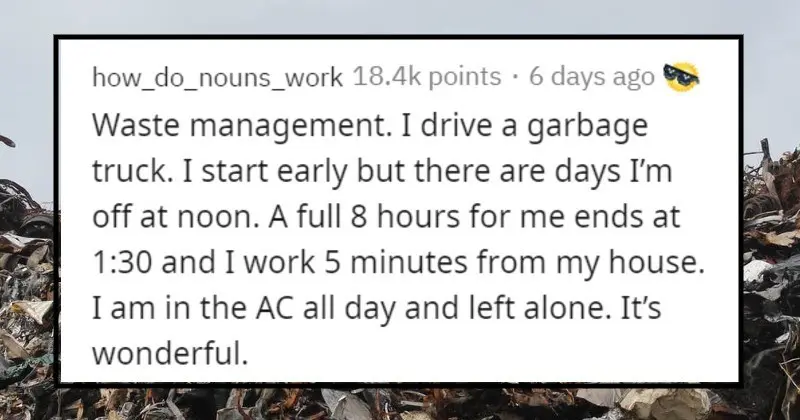 how_do_nouns_work 18.4k points · 6 days ago
Waste management. I drive a garbage
truck. I start early but there are days I’m
off at noon. A full 8 hours for me ends at
1:30 and I work 5 minutes from my house.
I am in the AC all day and left alone. It’s
wonderful.